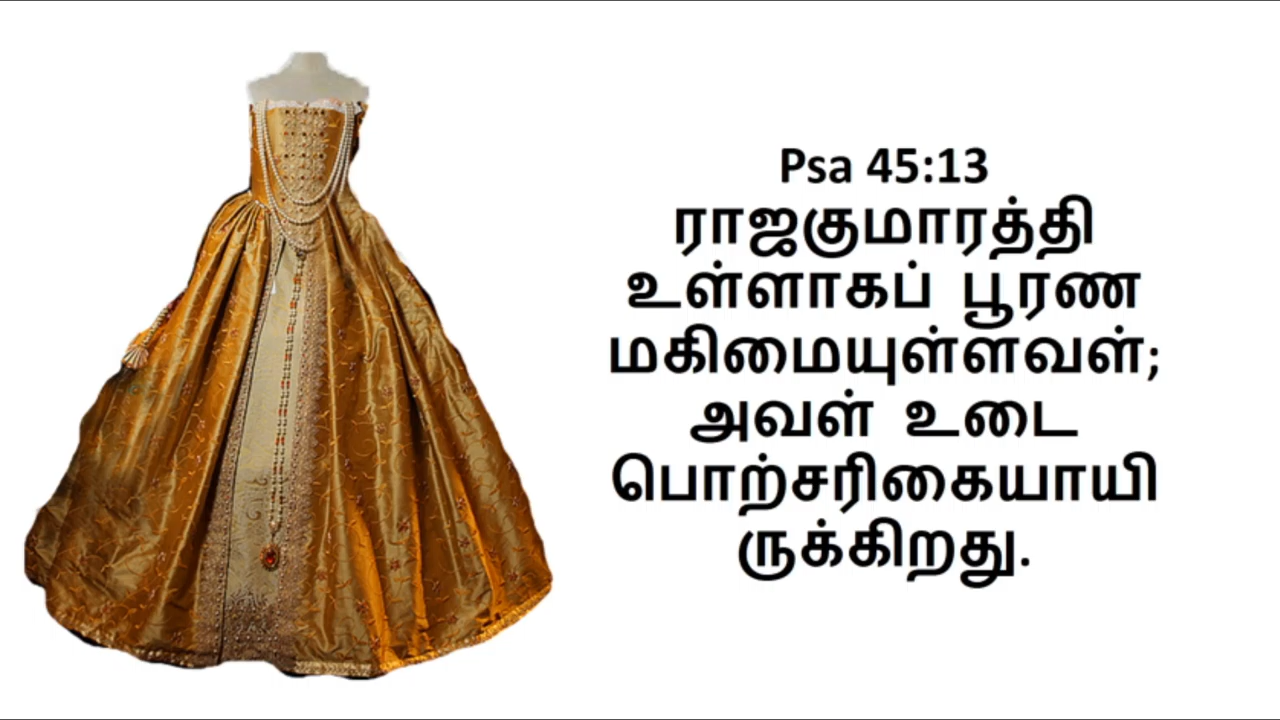 Psa 45:13
ராஜகுமாரத்தி
உள்ளாகப் பூரண
மகிமையுள்ளவள்;
அவள் உடை
பொற்சரிகையாயி
ருக்கிறது.